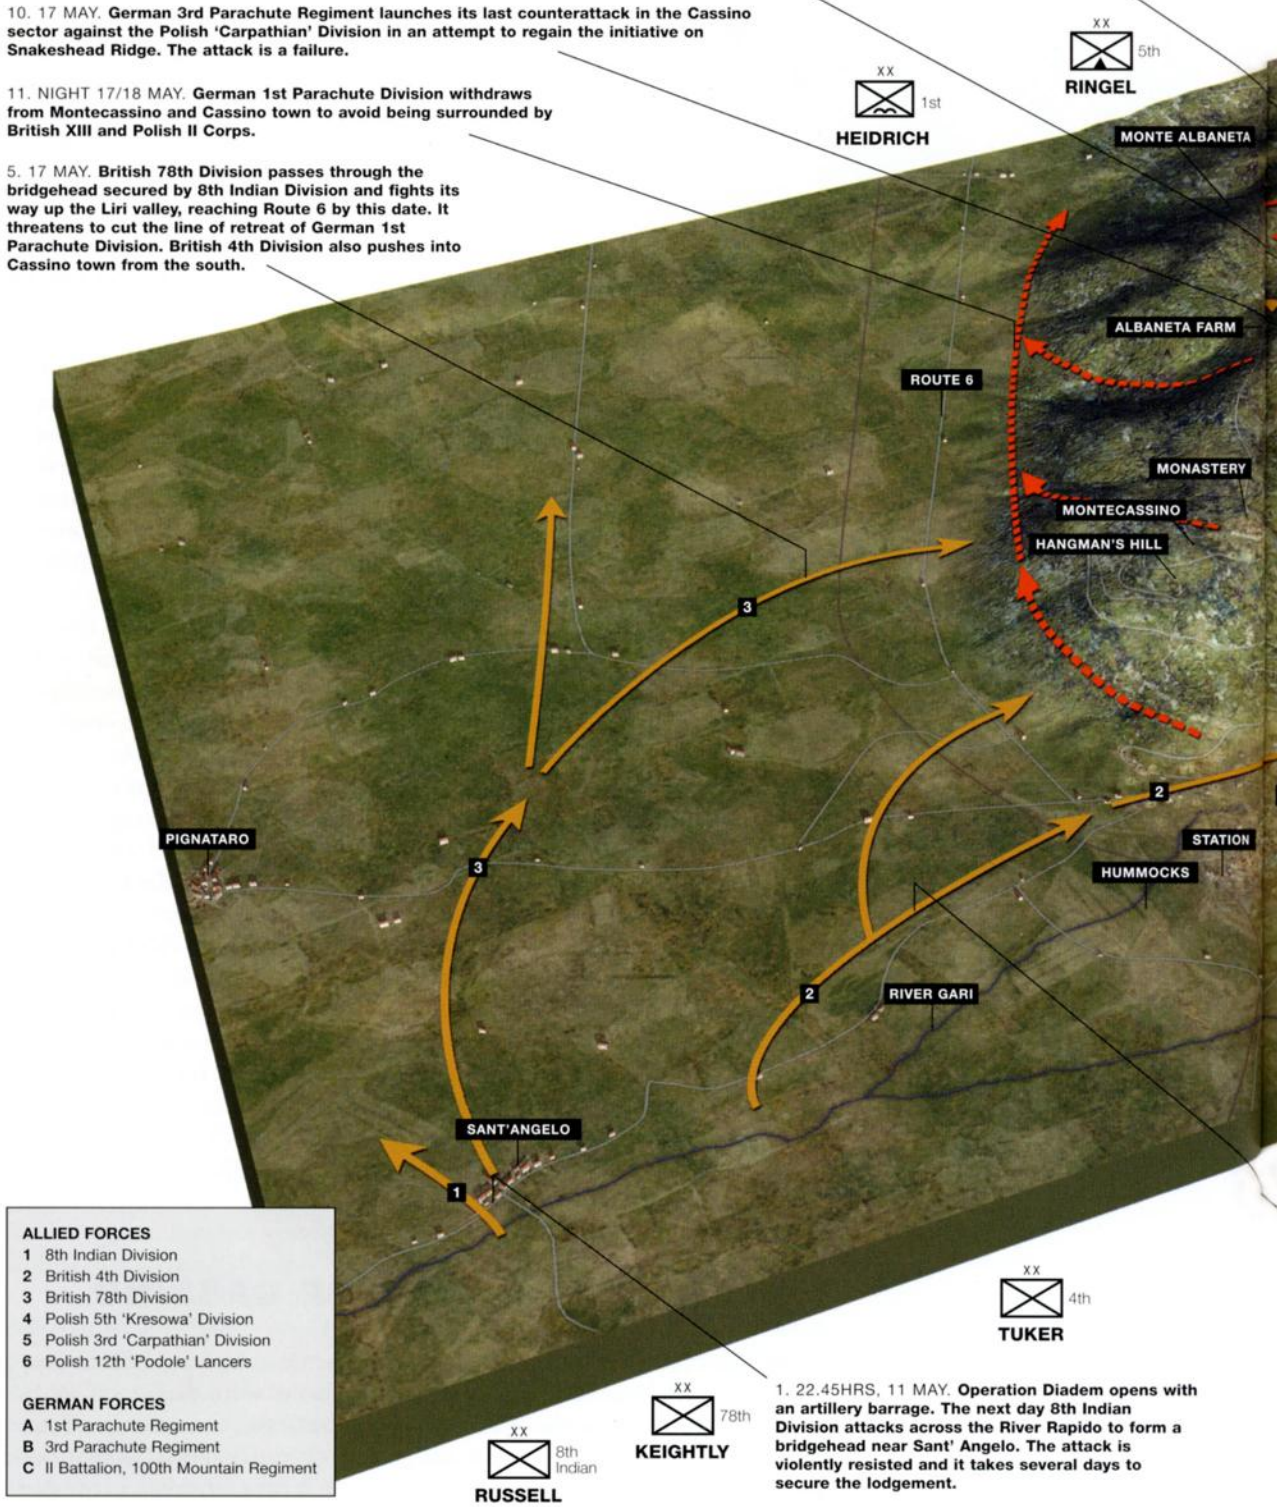 10. 17 MAY. German 3rd Parachute Regiment launches its last counterattack in the Cassino
sector against the Polish ‘Carpathian’ Division in an attempt to regain the initiative on
Snakeshead Ridge. The attack is a failure.
11. NIGHT 17/18 MAY. German 1st Parachute Division withdraws
from Montecassino and Cassino town to avoid being surrounded by
British XIII and Polish II Corps.
5. 17 MAY. British 78th Division passes through the
bridgehead secured by 8th Indian Division and fights its
way up the Liri valley, reaching Route 6 by this date. It
threatens to cut the line of retreat of German 1st
Parachute Division. British 4th Division also pushes into
Cassino town from the south.
XX
1st
HEIDRICH
XX
5th
RINGEL
MONTE ALBANETA
ALBANETA FARM
ROUTE 6
MONASTERY
MONTECASSINO
HANGMAN'S HILL
3
2
PIGNATARO
3
STATION
HUMMOCKS
2
RIVER GARI
SANT'ANGELO
1
ALLIED FORCES
1 8th Indian Division
2 British 4th Division
3 British 78th Division
4 Polish 5th ‘Kresowa’ Division
5 Polish 3rd ‘Carpathian’ Division
6 Polish 12th ‘Podole’ Lancers
GERMAN FORCES
A 1st Parachute Regiment
B 3rd Parachute Regiment
C II Battalion, 100th Mountain Regiment
XX
4th
TUKER
XX
78th
KEIGHTLY
XX
8th
Indian
RUSSELL
1. 22.45HRS, 11 MAY. Operation Diadem opens with
an artillery barrage. The next day 8th Indian
Division attacks across the River Rapido to form a
bridgehead near Sant' Angelo. The attack is
violently resisted and it takes several days to
secure the lodgement.